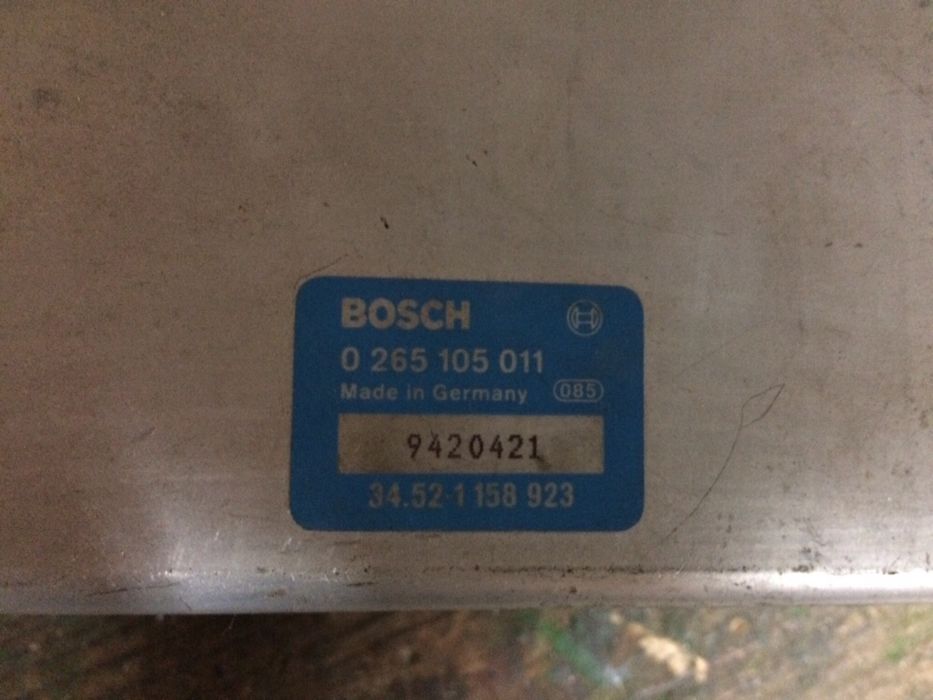 BOSCH
0 265 105 011
Made in Germany 085
9420421
34.52-1 158 923